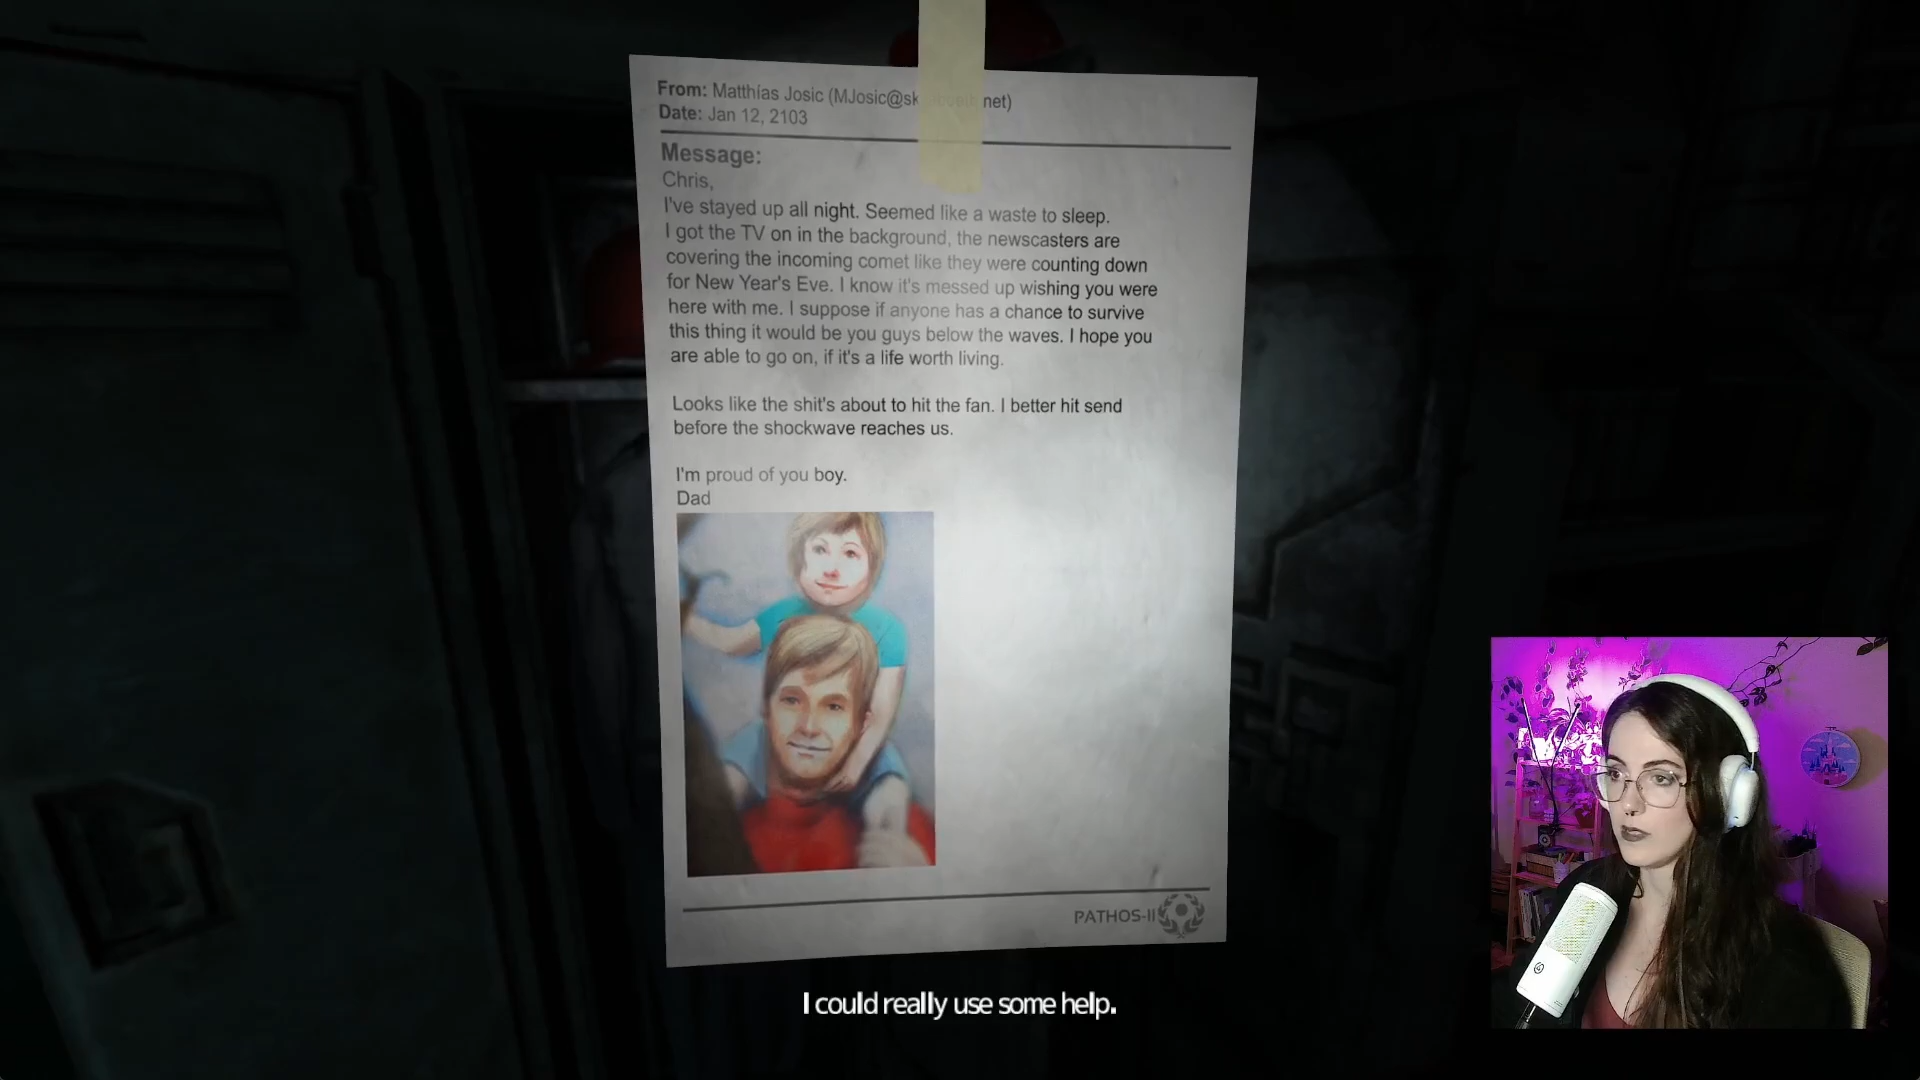 From: Matthías Josic (MJosic@sk net)
Date: Jan 12, 2103
Message:
Chris,
I've stayed up all night. Seemed like a waste to sleep.
I got the TV on in the background, the newscasters are
covering the incoming comet like they were counting down
for New Year's Eve. I know it's messed up wishing you were
here with me. I suppose if anyone has a chance to survive
this thing it would be you guys below the waves. I hope you
are able to go on, if it's a life worth living.
Looks like the shit's about to hit the fan. I better hit send
before the shockwave reaches us.
I'm proud of you boy.
Dad
PATHOS-II
I could really use some help.